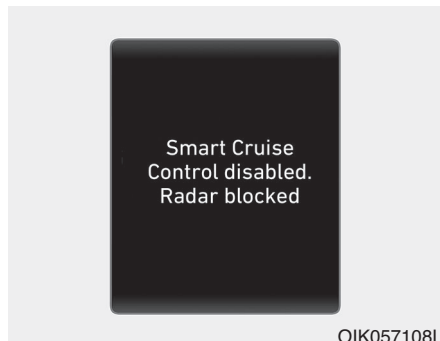 Smart Cruise
Control disabled.
Radar blocked
OIK057108L